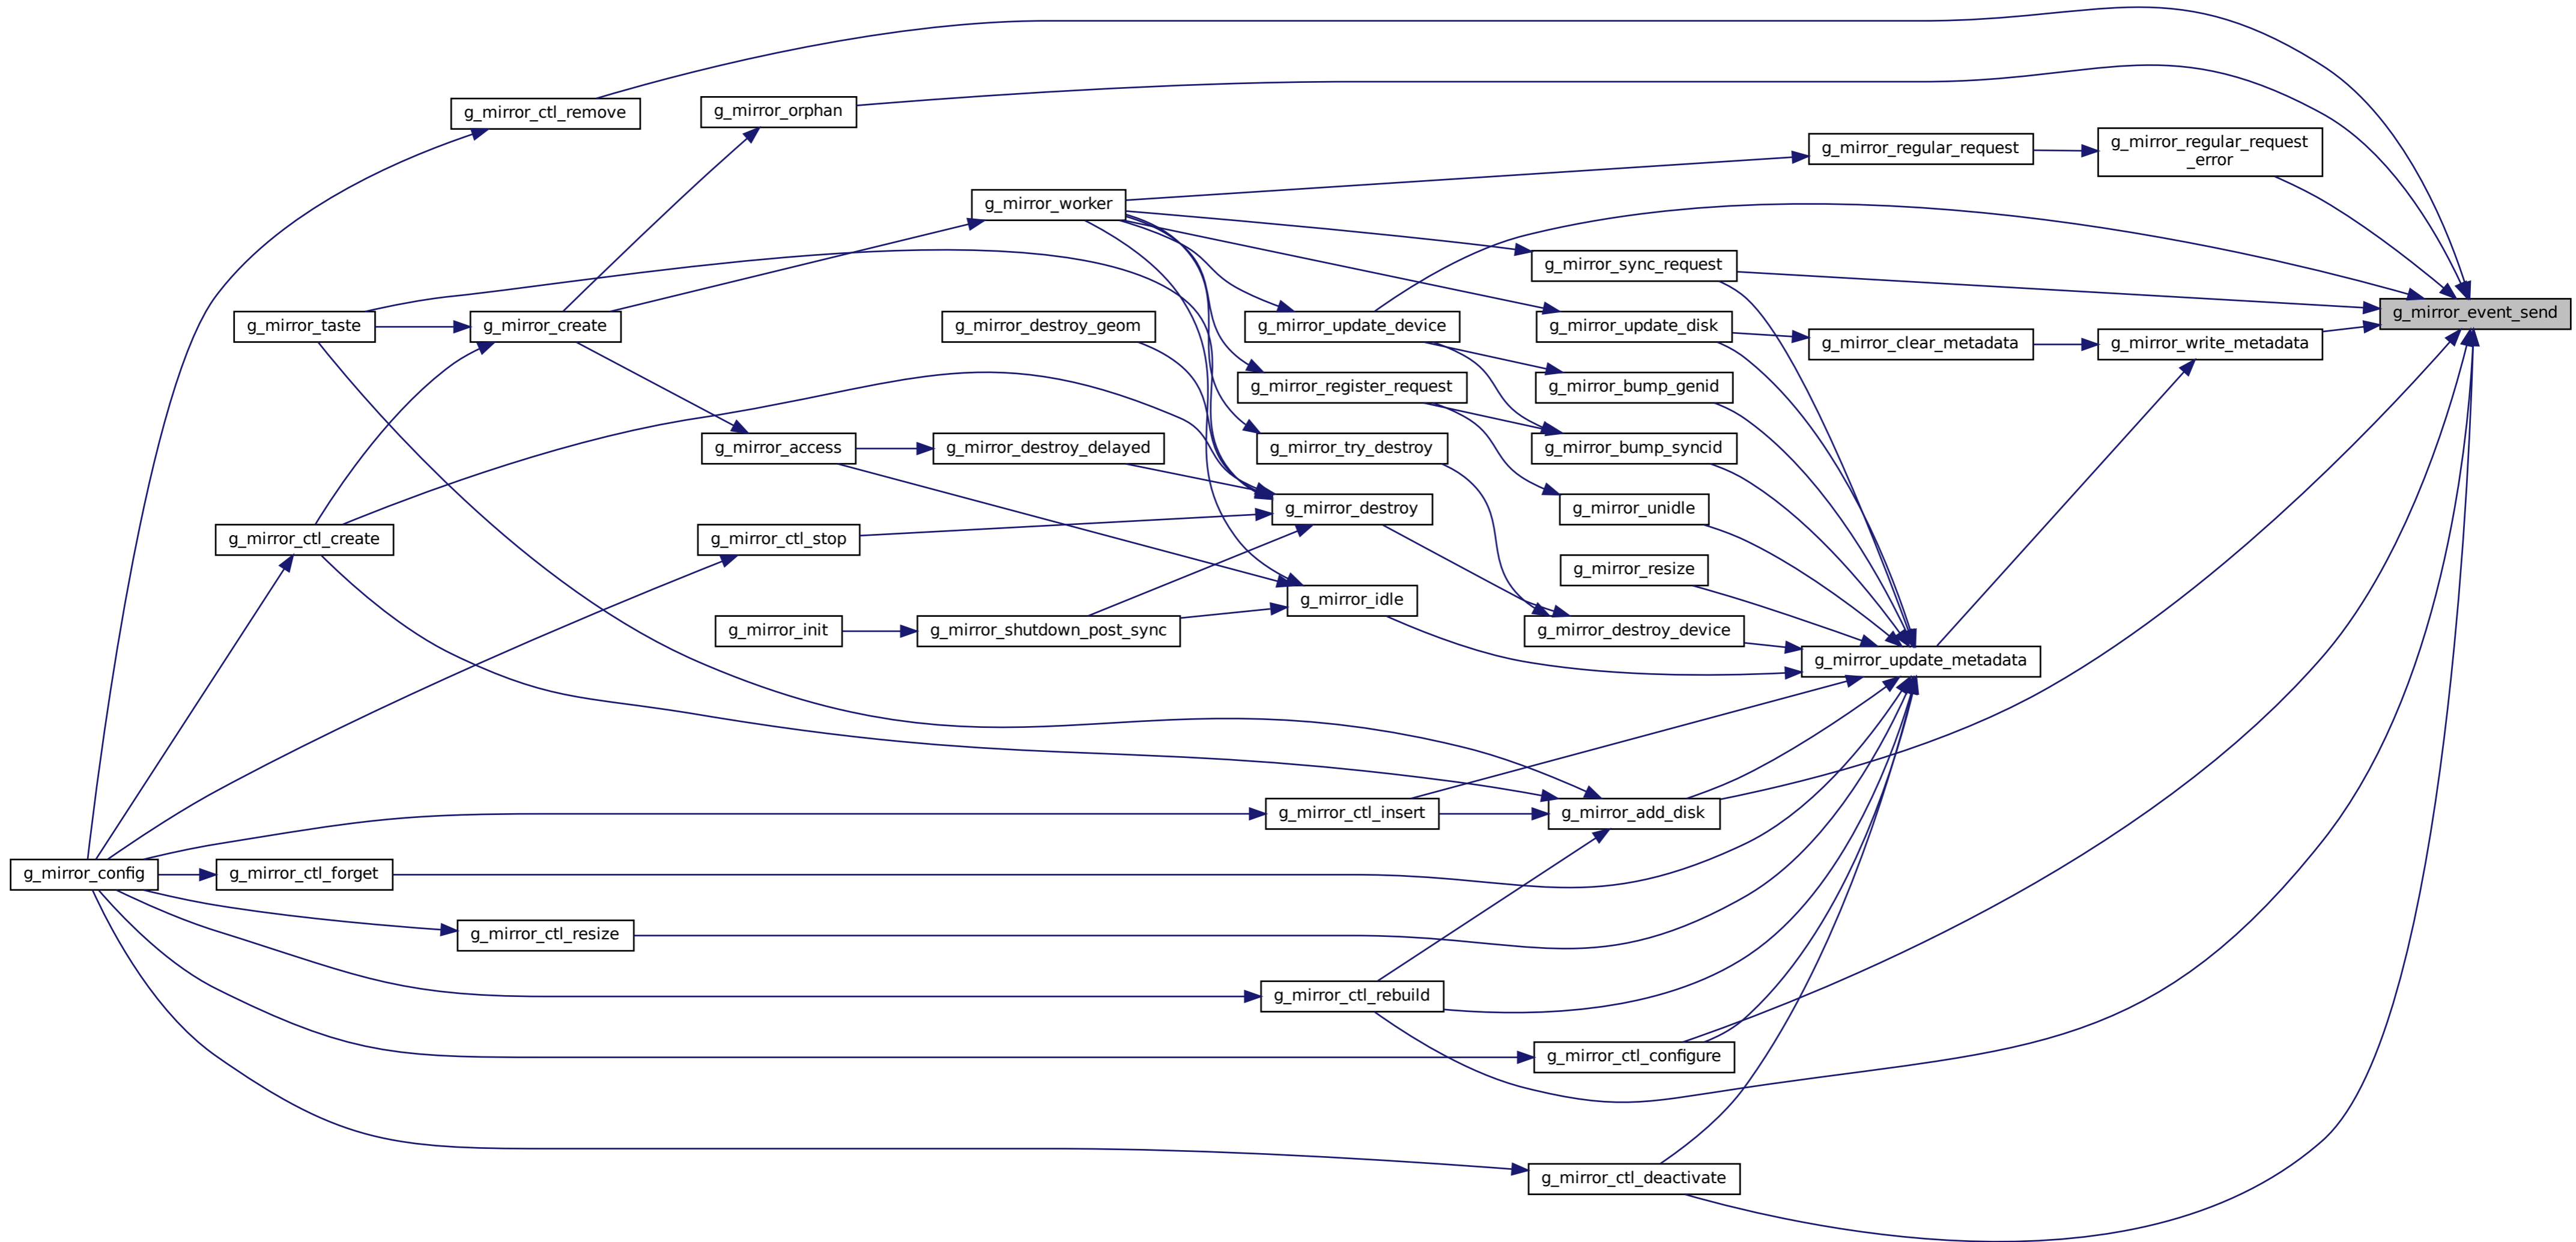 g_mirror_ctl_remove
g_mirror_orphan
g_mirror_regular_request
g_mirror_regular_request
_error
g_mirror_worker
g_mirror_sync_request
g_mirror_event_send
g_mirror_taste
g_mirror_create
g_mirror_destroy_geom
g_mirror_update_device
g_mirror_update_disk
g_mirror_clear_metadata
g_mirror_write_metadata
g_mirror_register_request
g_mirror_bump_genid
g_mirror_access
g_mirror_destroy_delayed
g_mirror_try_destroy
g_mirror_bump_syncid
g_mirror_destroy
g_mirror_unidle
g_mirror_ctl_create
g_mirror_ctl_stop
g_mirror_resize
g_mirror_idle
g_mirror_init
g_mirror_shutdown_post_sync
g_mirror_destroy_device
g_mirror_update_metadata
g_mirror_ctl_insert
g_mirror_add_disk
g_mirror_config
g_mirror_ctl_forget
g_mirror_ctl_resize
g_mirror_ctl_rebuild
g_mirror_ctl_configure
g_mirror_ctl_deactivate